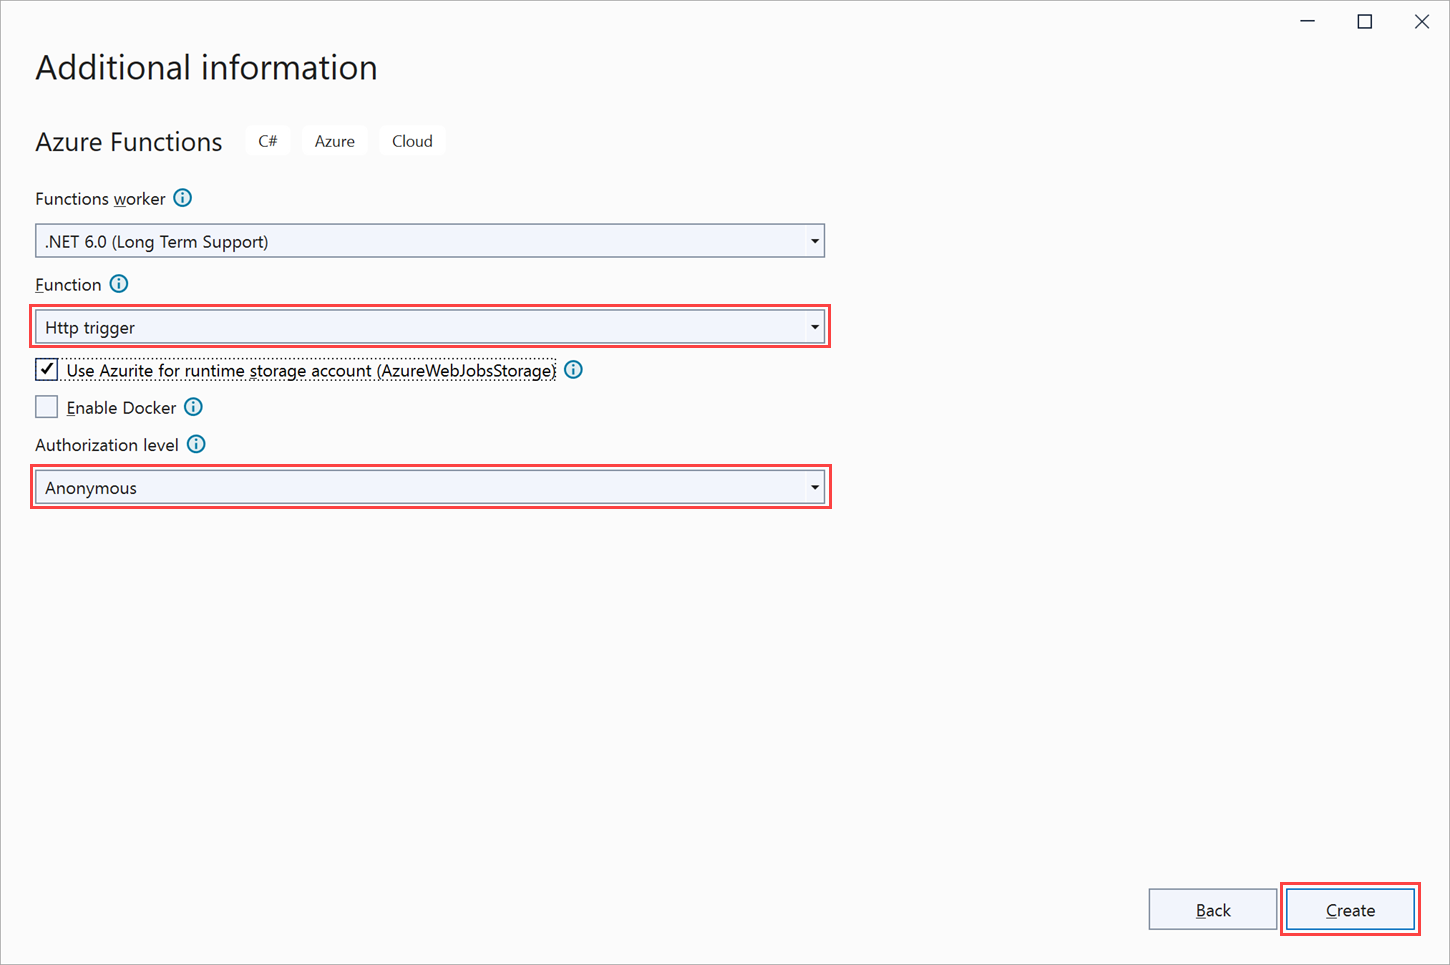 Additional information
Azure Functions C# Azure Cloud
Functions worker
.NET 6.0 (Long Term Support)
Function
Http trigger
Use Azurite for runtime storage account (AzureWebJobsStorage)
Enable Docker
Authorization level
Anonymous
Back Create